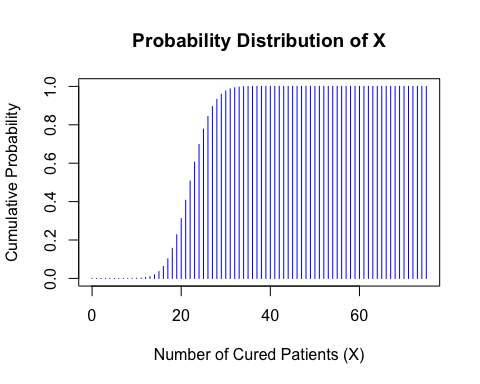 Probability Distribution of X
Cumulative Probability
1.0
0.8
0.6
0.4
0.2
0.0
0 20 40 60
Number of Cured Patients (X)